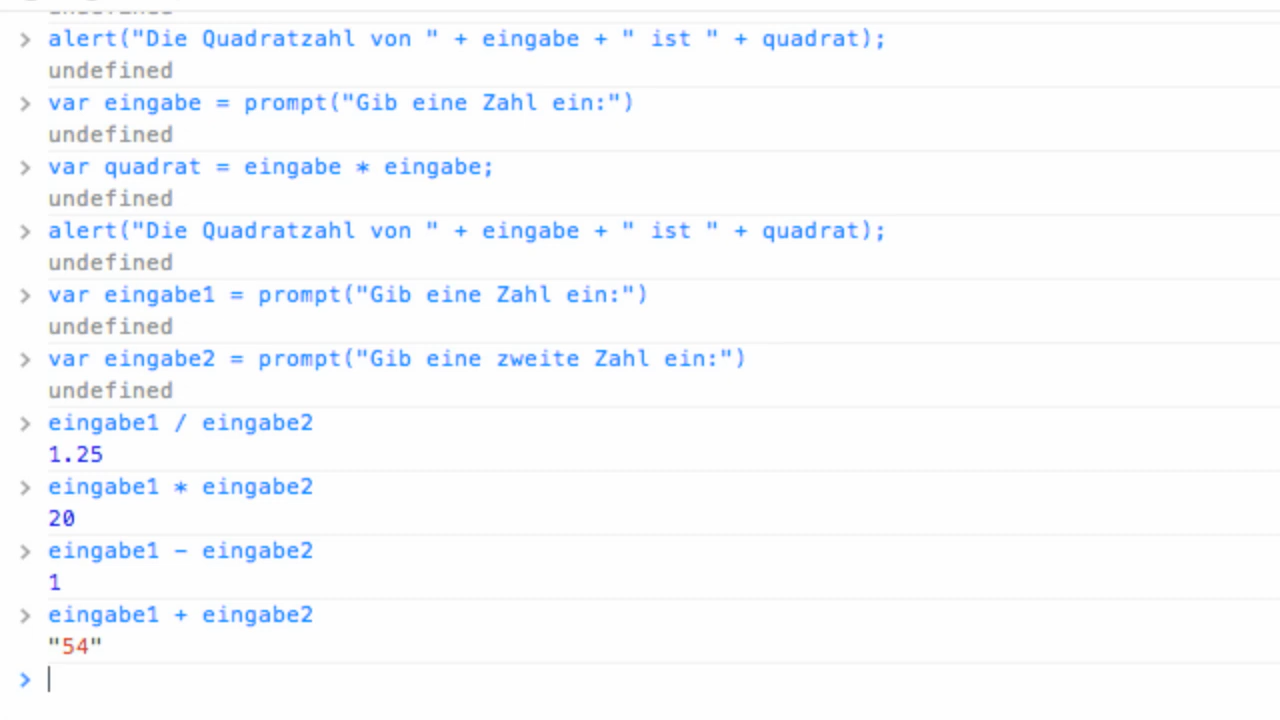 > alert("Die Quadratzahl von " + eingabe + " ist " + quadrat);
undefined
> var eingabe = prompt("Gib eine Zahl ein:")
undefined
> var quadrat = eingabe * eingabe;
undefined
> alert("Die Quadratzahl von " + eingabe + " ist " + quadrat);
undefined
> var eingabe1 = prompt("Gib eine Zahl ein:")
undefined
> var eingabe2 = prompt("Gib eine zweite Zahl ein:")
undefined
> eingabe1 / eingabe2
1.25
> eingabe1 * eingabe2
20
> eingabe1 - eingabe2
1
> eingabe1 + eingabe2
"54"
>